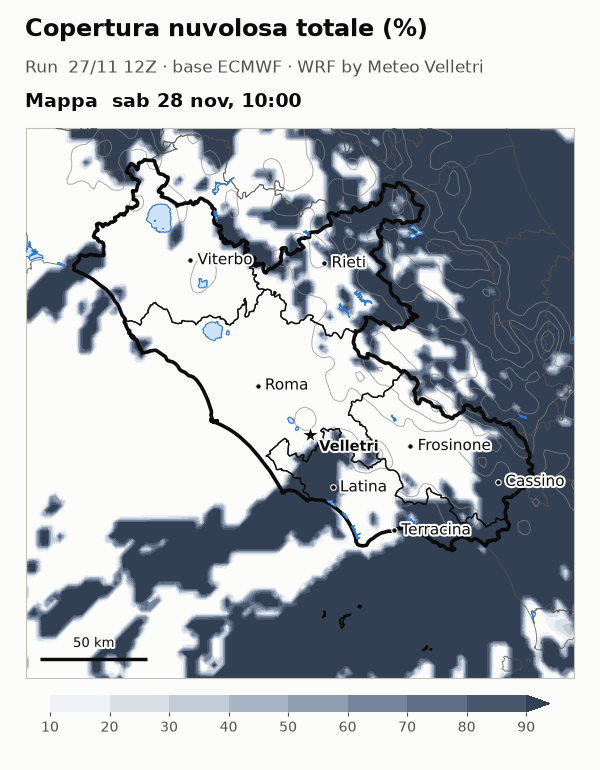 Copertura nuvolosa totale (%)
Run  27/11 12Z · base ECMWF · WRF by Meteo Velletri
Mappa  sab 28 nov, 10:00
Viterbo
Rieti
Roma
Velletri
Frosinone
Cassino
Latina
Terracina
50 km
10 20 30 40 50 60 70 80 90